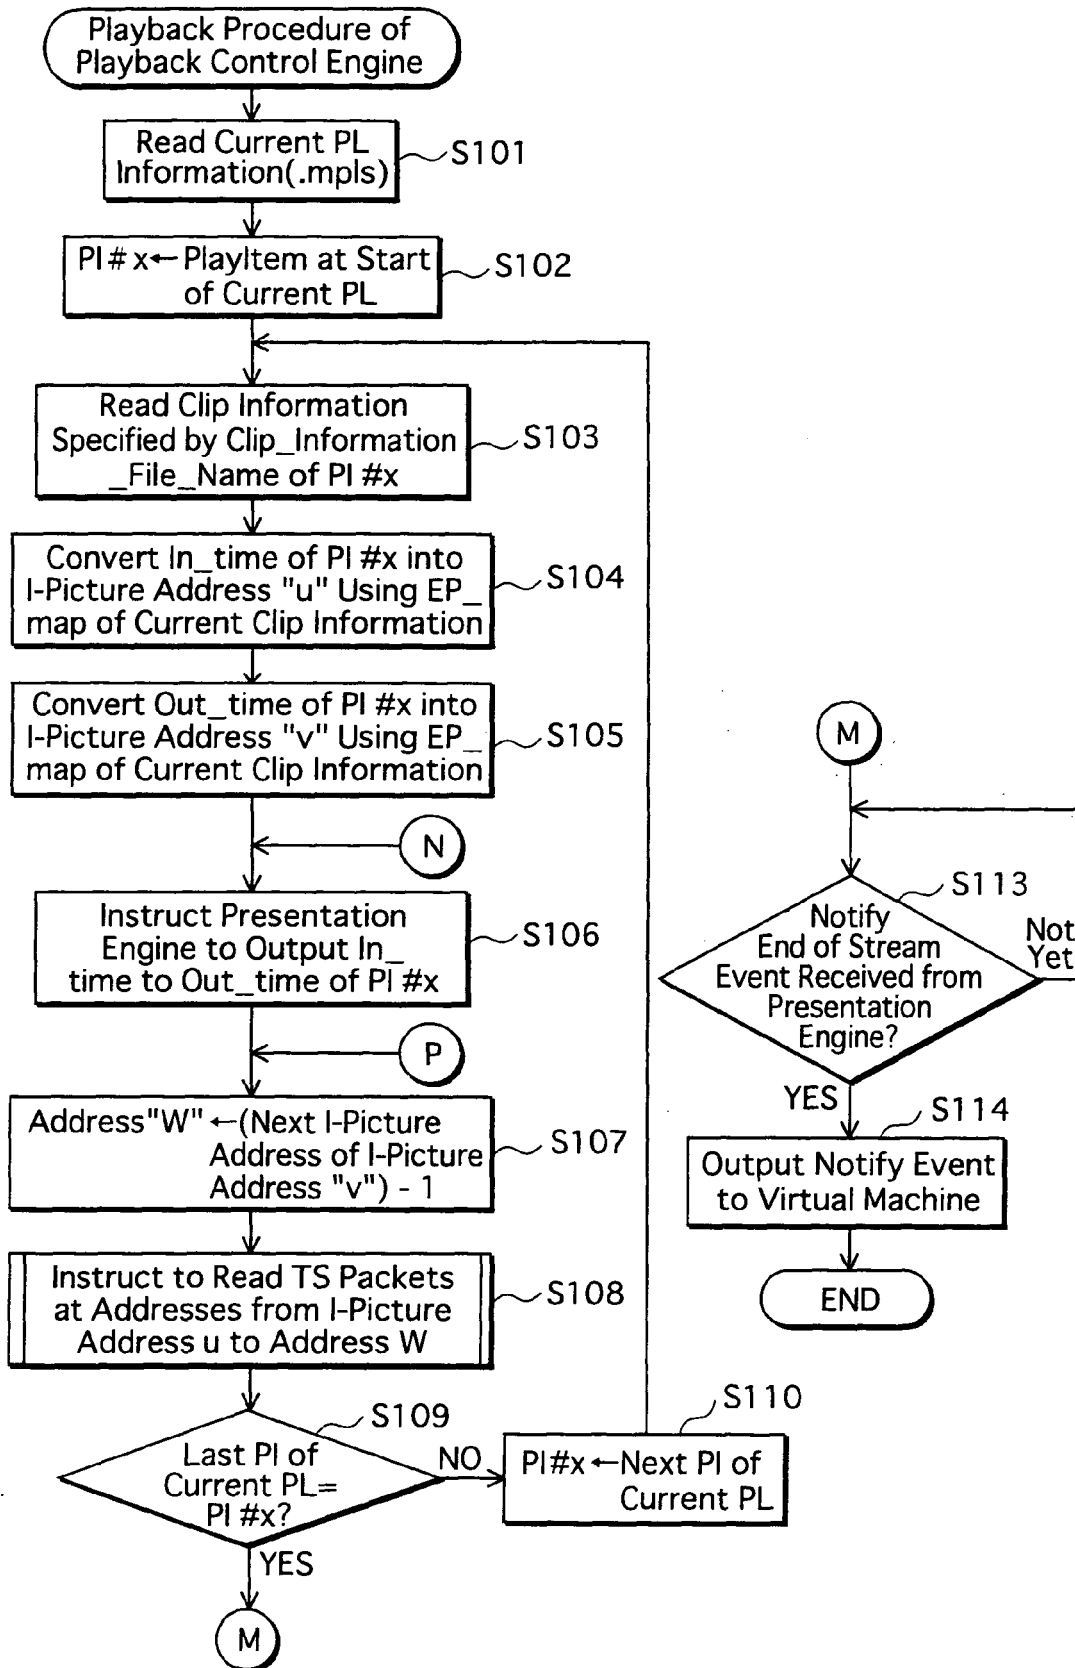 Playback Procedure of
Playback Control Engine
Read Current PL
Information(.mpls)
S101
PI # x←PlayItem at Start
of Current PL
S102
Read Clip Information
Specified by Clip_Information
_File_Name of PI #x
S103
Convert In_time of PI #x into
I-Picture Address "u" Using EP_
map of Current Clip Information
S104
Convert Out_time of PI #x into
I-Picture Address "v" Using EP_
map of Current Clip Information
S105
N
Instruct Presentation
Engine to Output In_
time to Out_time of PI #x
S106
P
Address"W" ←(Next I-Picture
Address of I-Picture
Address "v") - 1
S107
Instruct to Read TS Packets
at Addresses from I-Picture
Address u to Address W
S108
S109
Last PI of
Current PL=
PI #x?
NO
YES
S110
PI#x ←Next PI of
Current PL
M
M
S113
Notify
End of Stream
Event Received from
Presentation
Engine?
Not
Yet
YES
S114
Output Notify Event
to Virtual Machine
END